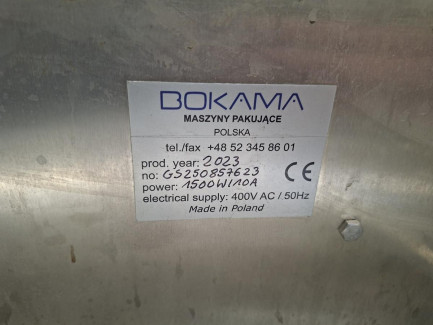 BOKAMA
MASZYNY PAKUJĄCE
POLSKA
tel./fax +48 52 345 86 01
prod. year: 2023
no: GS250857623
power: 1500W/10A
electrical supply: 400V AC / 50Hz
Made in Poland
CE